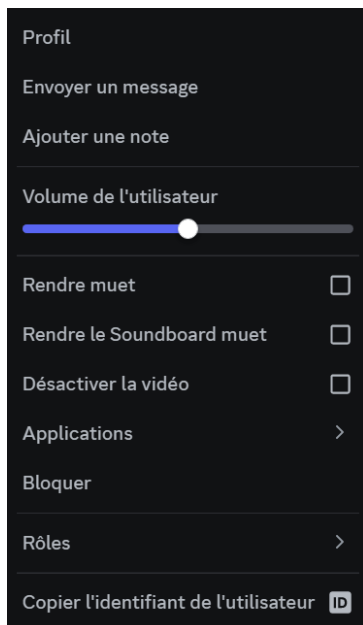 Profil
Envoyer un message
Ajouter une note
Volume de l'utilisateur
Rendre muet
Rendre le Soundboard muet
Désactiver la vidéo
Applications
Bloquer
Rôles
Copier l'identifiant de l'utilisateur ID